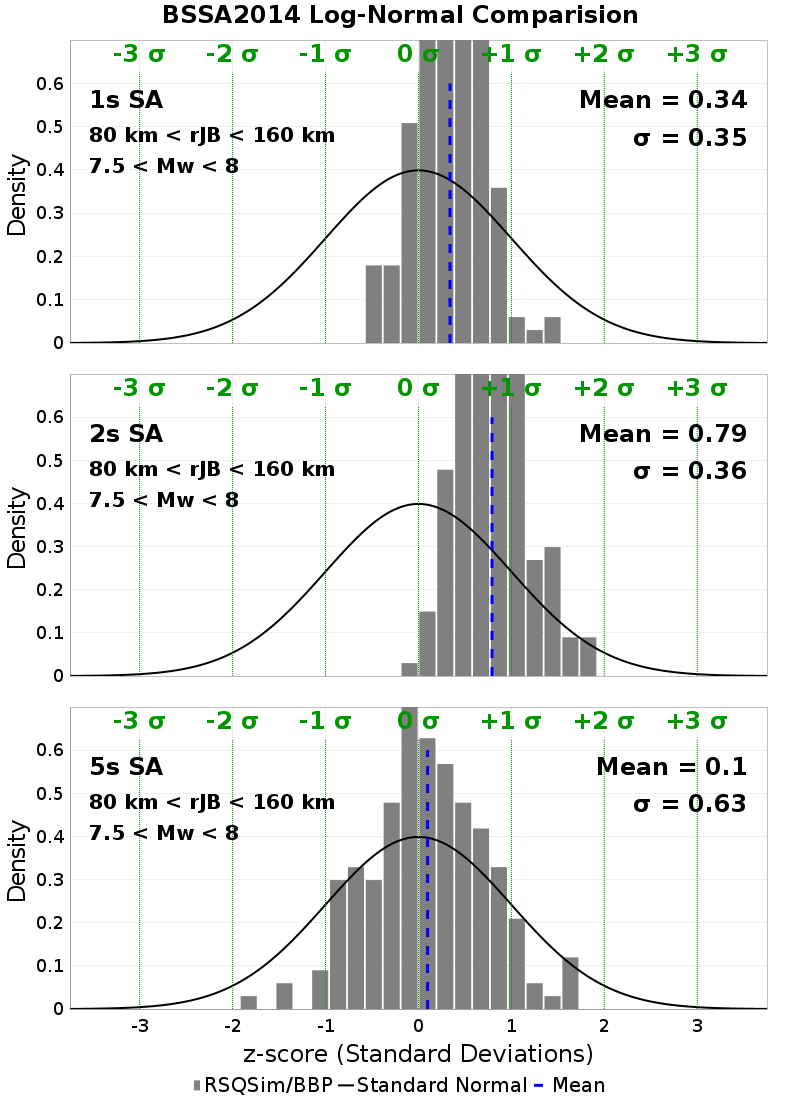 BSSA2014 Log-Normal Comparision
-3 σ -2 σ -1 σ 0 σ +1 σ +2 σ +3 σ
1s SA
80 km < rJB < 160 km
7.5 < Mw < 8
Mean = 0.34
σ = 0.35
Density
0.6
0.5
0.4
0.3
0.2
0.1
0
-3 σ -2 σ -1 σ 0 σ +1 σ +2 σ +3 σ
2s SA
80 km < rJB < 160 km
7.5 < Mw < 8
Mean = 0.79
σ = 0.36
Density
0.6
0.5
0.4
0.3
0.2
0.1
0
-3 σ -2 σ -1 σ 0 σ +1 σ +2 σ +3 σ
5s SA
80 km < rJB < 160 km
7.5 < Mw < 8
Mean = 0.1
σ = 0.63
Density
0.6
0.5
0.4
0.3
0.2
0.1
0
-3 -2 -1 0 1 2 3
z-score (Standard Deviations)
RSQSim/BBP Standard Normal Mean